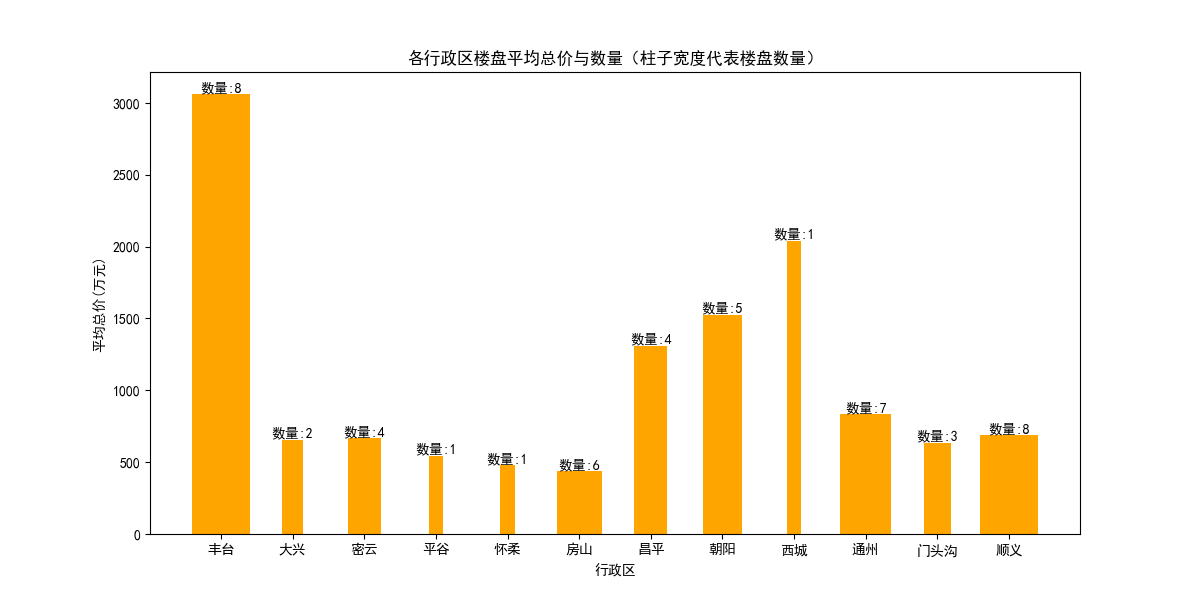 各行政区楼盘平均总价与数量（柱子宽度代表楼盘数量）
平均总价(万元)
3000
2500
2000
1500
1000
500
0
数量:8
数量:2
数量:4
数量:1
数量:1
数量:6
数量:4
数量:5
数量:1
数量:7
数量:3
数量:8
丰台 大兴 密云 平谷 怀柔 房山 昌平 朝阳 西城 通州 门头沟 顺义
行政区